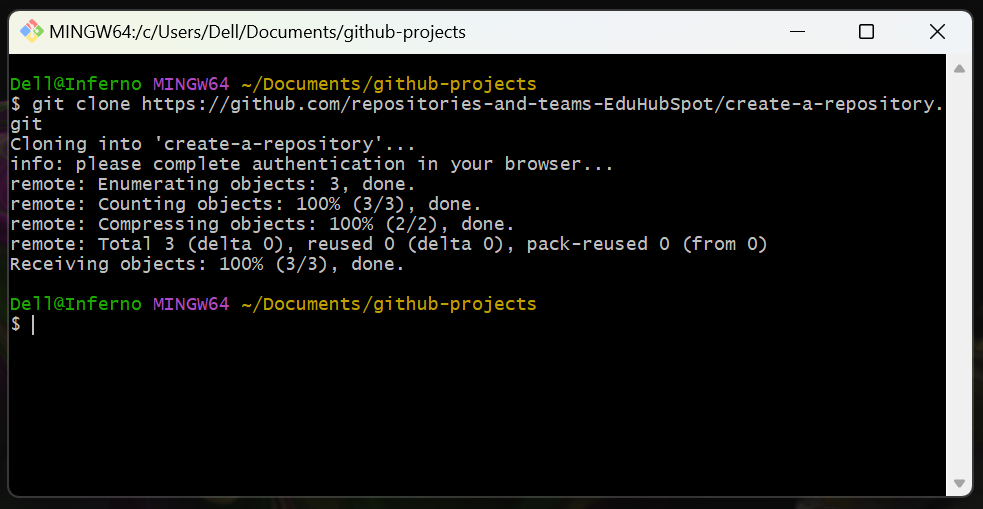 MINGW64:/c/Users/Dell/Documents/github-projects
Dell@Inferno MINGW64 ~/Documents/github-projects
$ git clone https://github.com/repositories-and-teams-EduHubSpot/create-a-repository.
git
Cloning into 'create-a-repository'...
info: please complete authentication in your browser...
remote: Enumerating objects: 3, done.
remote: Counting objects: 100% (3/3), done.
remote: Compressing objects: 100% (2/2), done.
remote: Total 3 (delta 0), reused 0 (delta 0), pack-reused 0 (from 0)
Receiving objects: 100% (3/3), done.
Dell@Inferno MINGW64 ~/Documents/github-projects
$